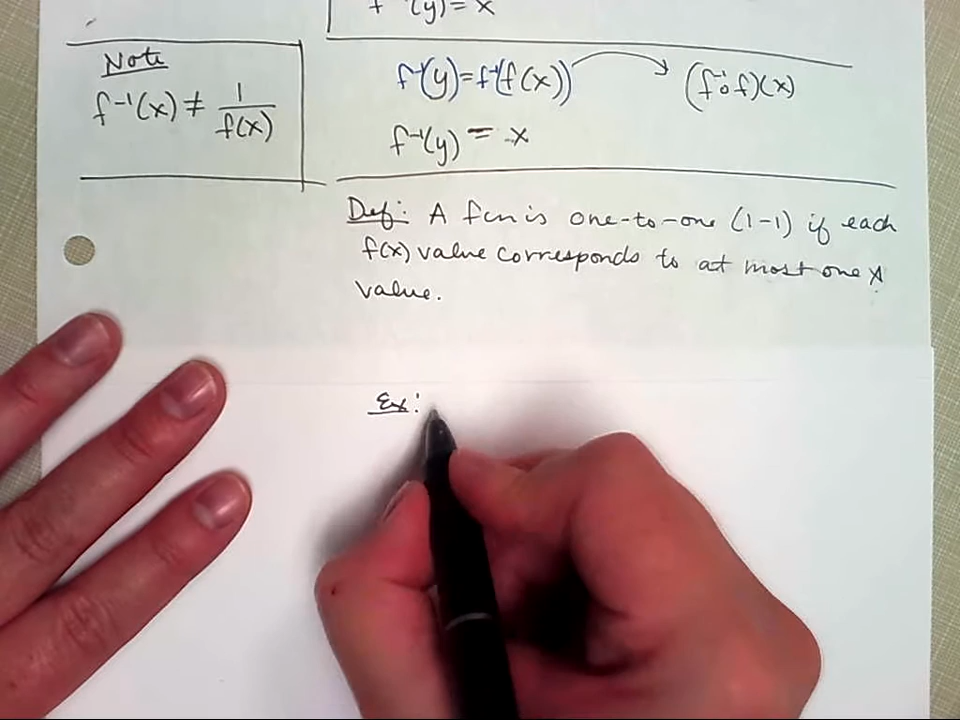 f⁻¹(y) = x
Note
f⁻¹(x) ≠ 1/f(x)
f⁻¹(y) = f⁻¹(f(x))
(f⁻¹∘f)(x)
f⁻¹(y) = x
Def: A fcn is one-to-one (1-1) if each
f(x) value corresponds to at most one x
value.
Ex: